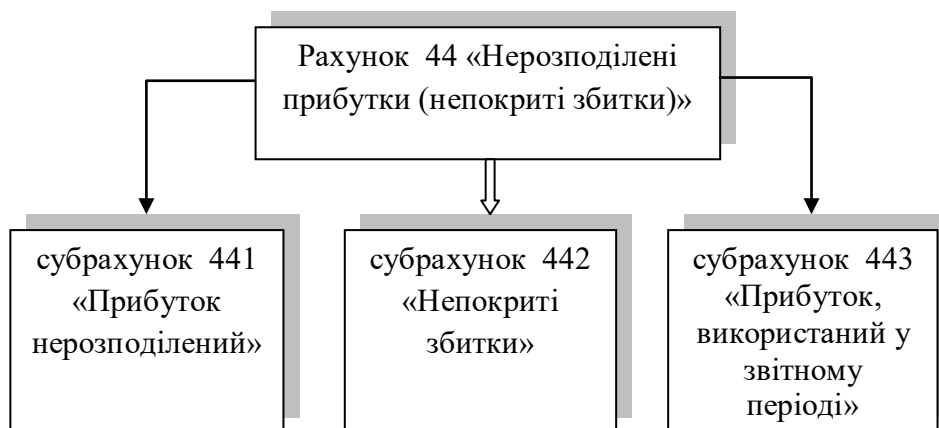 Рахунок 44 «Нерозподілені
прибутки (непокриті збитки)»
субрахунок 441
«Прибуток
нерозподілений»
субрахунок 442
«Непокриті
збитки»
субрахунок 443
«Прибуток,
використаний у
звітному
періоді»